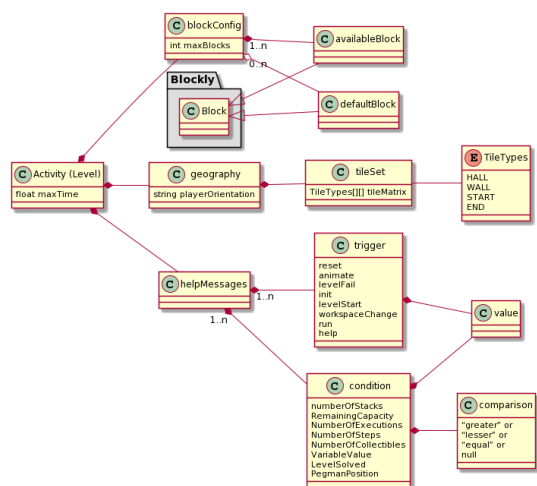 C blockConfig
int maxBlocks
1..n
0..n
C availableBlock
Blockly
C Block
C defaultBlock
C Activity (Level)
float maxTime
C geography
string playerOrientation
C tileSet
TileTypes[][] tileMatrix
E TileTypes
HALL
WALL
START
END
C trigger
reset
animate
levelFail
init
levelStart
workspaceChange
run
help
C helpMessages
1..n
1..n
C value
C condition
numberOfStacks
RemainingCapacity
NumberOfExecutions
NumberOfSteps
NumberOfCollectibles
VariableValue
LevelSolved
PegmanPosition
C comparison
"greater" or
"lesser" or
"equal" or
null